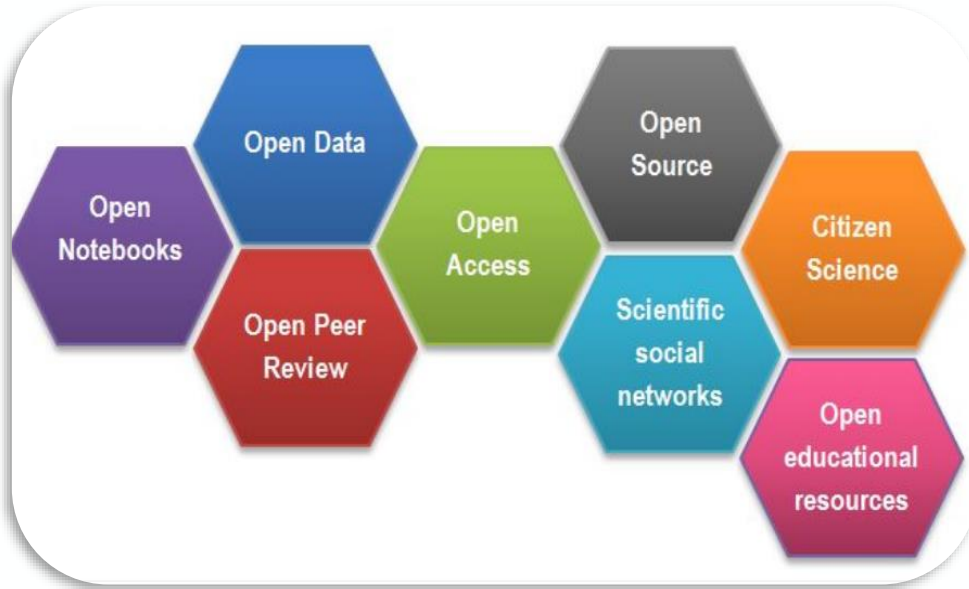 Open
Notebooks
Open Data
Open Peer
Review
Open
Access
Open
Source
Scientific
social
networks
Citizen
Science
Open
educational
resources